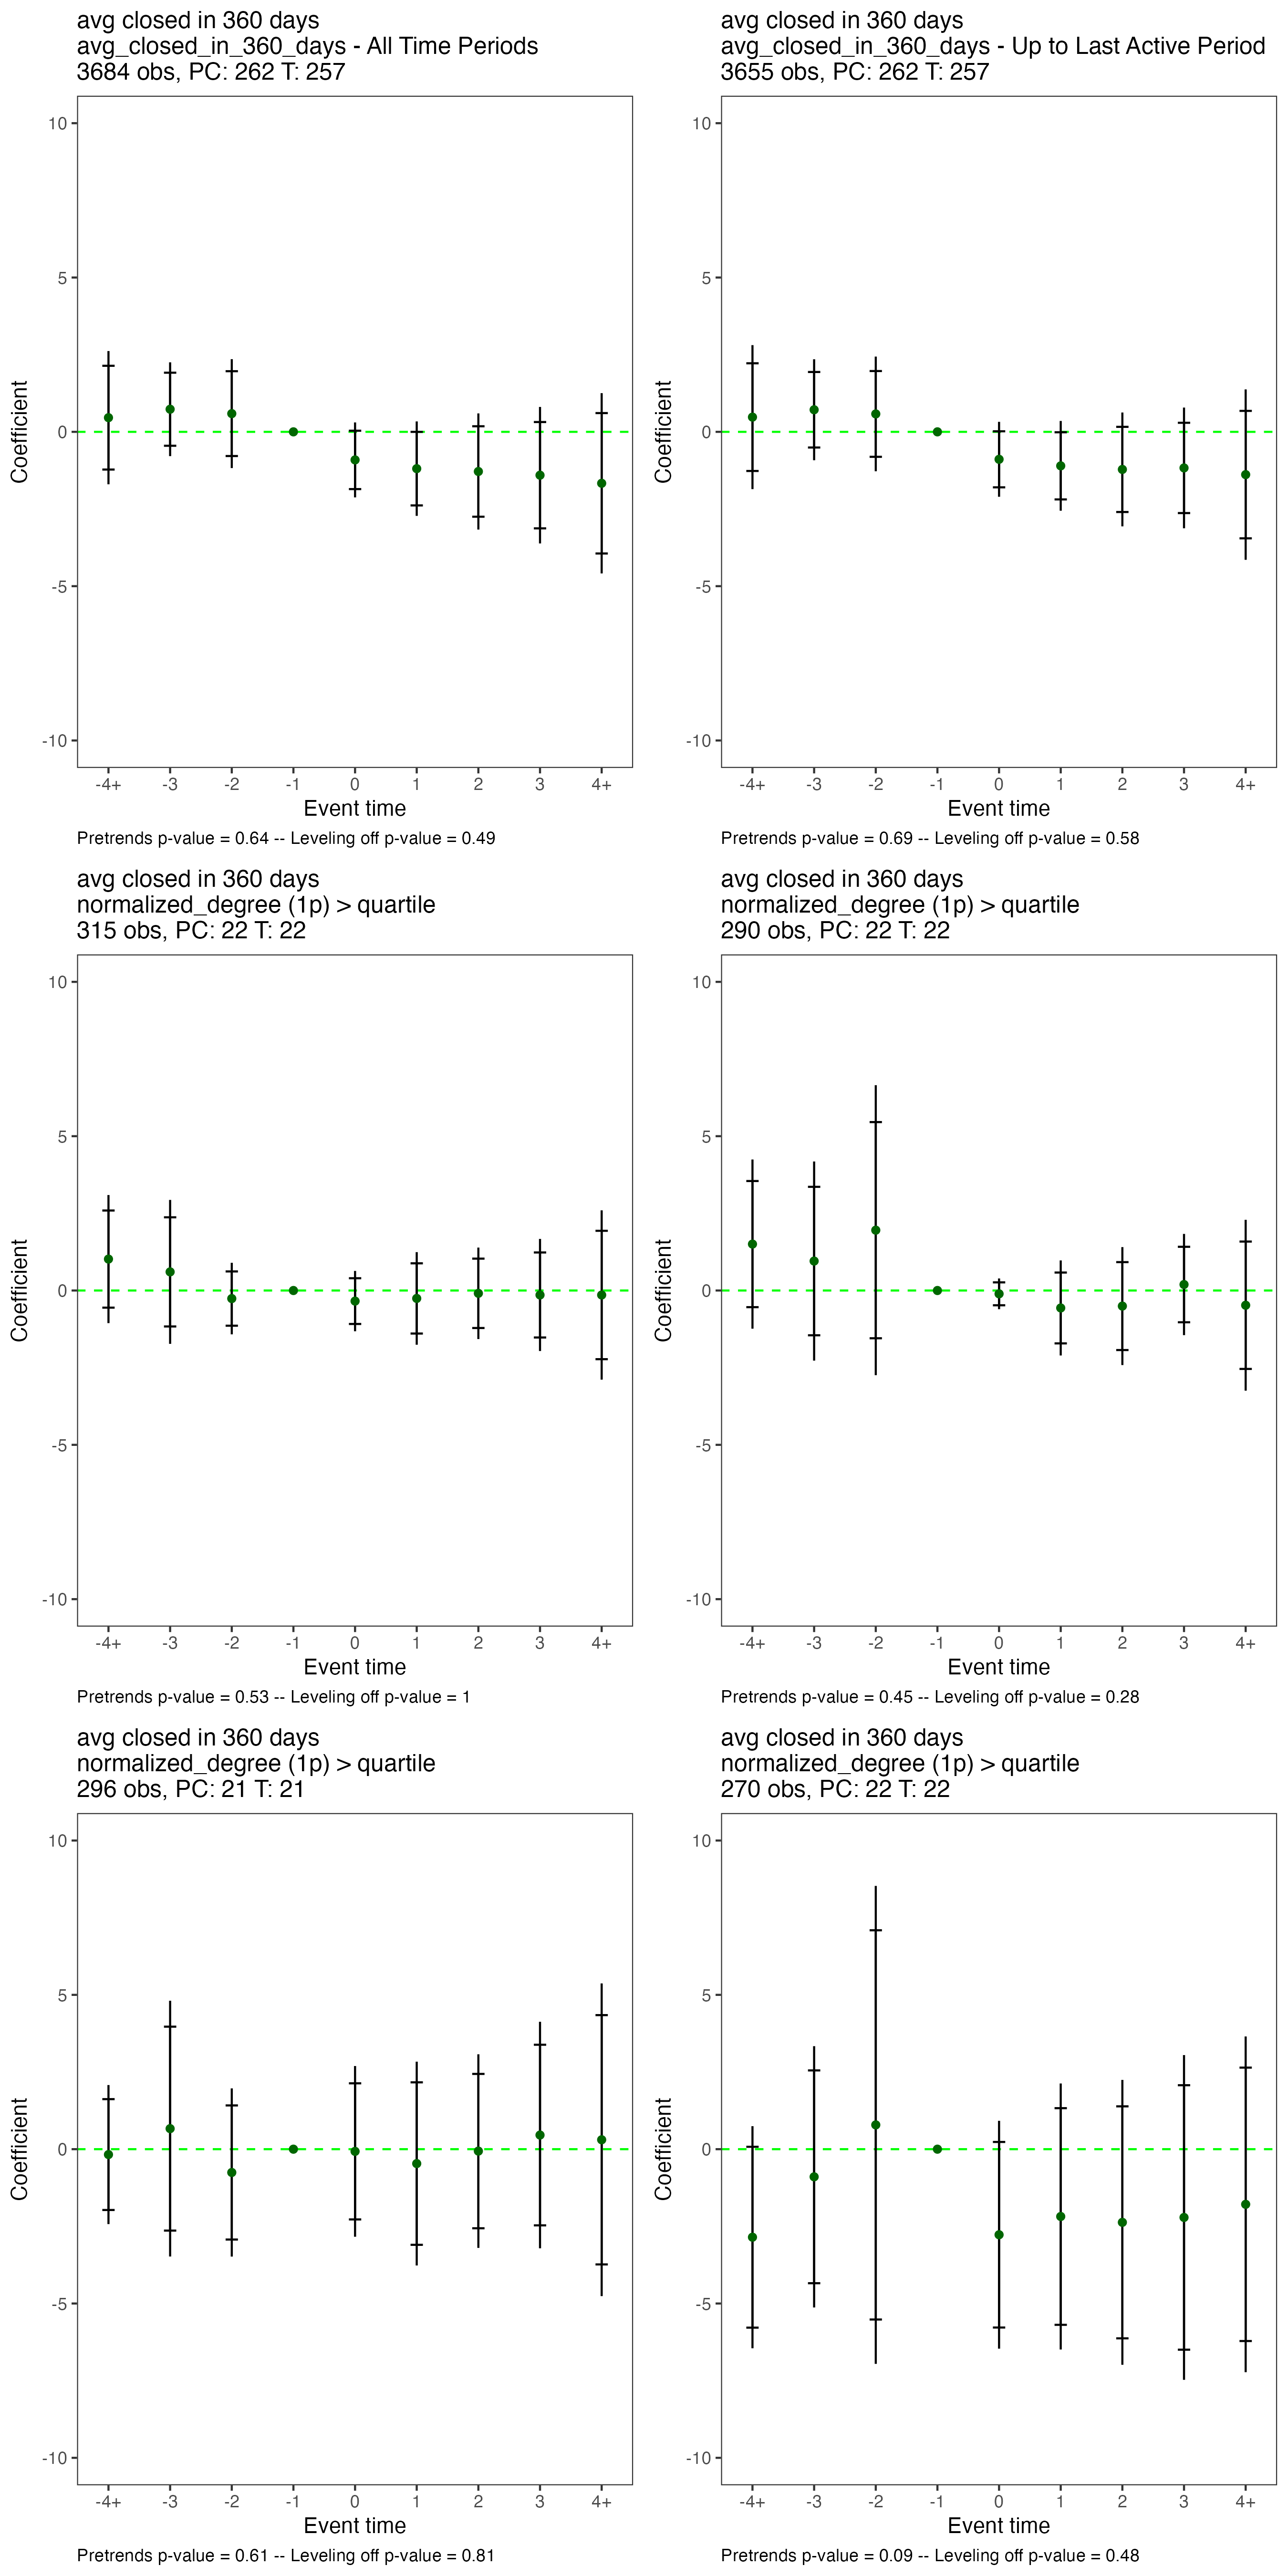 avg closed in 360 days
avg_closed_in_360_days - All Time Periods
3684 obs, PC: 262 T: 257
10
5
0
-5
-10
Coefficient
-4+ -3 -2 -1 0 1 2 3 4+
Event time
Pretrends p-value = 0.64 -- Leveling off p-value = 0.49
avg closed in 360 days
avg_closed_in_360_days - Up to Last Active Period
3655 obs, PC: 262 T: 257
10
5
0
-5
-10
Coefficient
-4+ -3 -2 -1 0 1 2 3 4+
Event time
Pretrends p-value = 0.69 -- Leveling off p-value = 0.58
avg closed in 360 days
normalized_degree (1p) > quartile
315 obs, PC: 22 T: 22
10
5
0
-5
-10
Coefficient
-4+ -3 -2 -1 0 1 2 3 4+
Event time
Pretrends p-value = 0.53 -- Leveling off p-value = 1
avg closed in 360 days
normalized_degree (1p) > quartile
290 obs, PC: 22 T: 22
10
5
0
-5
-10
Coefficient
-4+ -3 -2 -1 0 1 2 3 4+
Event time
Pretrends p-value = 0.45 -- Leveling off p-value = 0.28
avg closed in 360 days
normalized_degree (1p) > quartile
296 obs, PC: 21 T: 21
10
5
0
-5
-10
Coefficient
-4+ -3 -2 -1 0 1 2 3 4+
Event time
Pretrends p-value = 0.61 -- Leveling off p-value = 0.81
avg closed in 360 days
normalized_degree (1p) > quartile
270 obs, PC: 22 T: 22
10
5
0
-5
-10
Coefficient
-4+ -3 -2 -1 0 1 2 3 4+
Event time
Pretrends p-value = 0.09 -- Leveling off p-value = 0.48